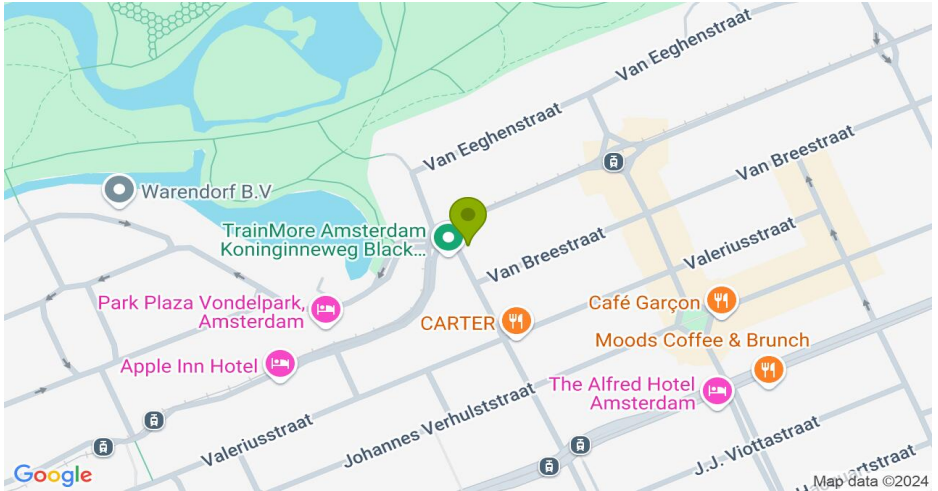 Van Eeghenstraat
Van Eeghenstraat
Van Breestraat
Warendorf B.V
TrainMore Amsterdam
Koninginneweg Black...
Valeriusstraat
Van Breestraat
Park Plaza Vondelpark,
Amsterdam
Café Garçon
CARTER
Moods Coffee & Brunch
Apple Inn Hotel
The Alfred Hotel
Amsterdam
Johannes Verhulststraat
Valeriusstraat
J.J. Viottastraat
Google
Map data ©2024